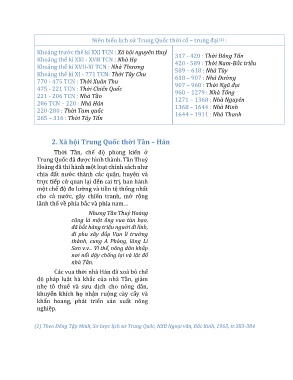 Niên biểu lịch sử Trung Quốc thời cổ – trung đại
Khoảng trước thế kỉ XXI TCN : Xã hội nguyên thuỷ
Khoảng thế kỉ XXI - XVII TCN : Nhà Hạ
Khoảng thế kỉ XVII-XI TCN: Nhà Thương
Khoảng thế kỉ XI - 771 TCN: Thời Tây Chu
770 - 475 TCN : Thời Xuân Thu
475 - 221 TCN : Thời Chiến Quốc
221 - 206 TCN : Nhà Tần
206 TCN - 220 : Nhà Hán
220-280 : Thời Tam quốc
265 – 316 : Thời Tây Tấn
317 - 420 : Thời Đông Tấn
420 - 589 : Thời Nam-Bắc triều
589 - 618 : Nhà Tùy
618 – 907 : Nhà Đường
907 – 960 : Thời Ngũ đại
960 – 1279 : Nhà Tống
1271 – 1368 : Nhà Nguyên
1368 – 1644 : Nhà Minh
1644 – 1911 : Nhà Thanh
2. Xã hội Trung Quốc thời Tần – Hán
Thời Tần, chế độ phong kiến ở
Trung Quốc đã được hình thành. Tần Thuỷ
Hoàng đã thi hành một loạt chính sách như
chia đất nước thành các quận, huyện và
trực tiếp cử quan lại đến cai trị, ban hành
một chế độ đo lường và tiền tệ thống nhất
cho cả nước, gây chiến tranh, mở rộng
lãnh thổ về phía bắc và phía nam...
Nhưng Tần Thuỷ Hoàng
cũng là một ông vua tàn bạo,
đã bắt hàng triệu người đi lính,
đi phu xây đắp Vạn lí trường
thành, cung A Phòng, lăng Li
Sơn v.v... Vì thế, nông dân khắp
nơi nổi dậy chống lại và lật đổ
nhà Tần.
Các vua thời nhà Hán đã xoá bỏ chế
độ pháp luật hà khắc của nhà Tần, giảm
nhẹ tô thuế và sưu dịch cho nông dân,
khuyến khích họ nhận ruộng cày cấy và
khẩn hoang, phát triển sản xuất nông
nghiệp.
(2) Theo Đổng Tập Minh, Sơ lược lịch sử Trung Quốc, NXB Ngoại văn, Bắc Kinh, 1963, tr.383-384